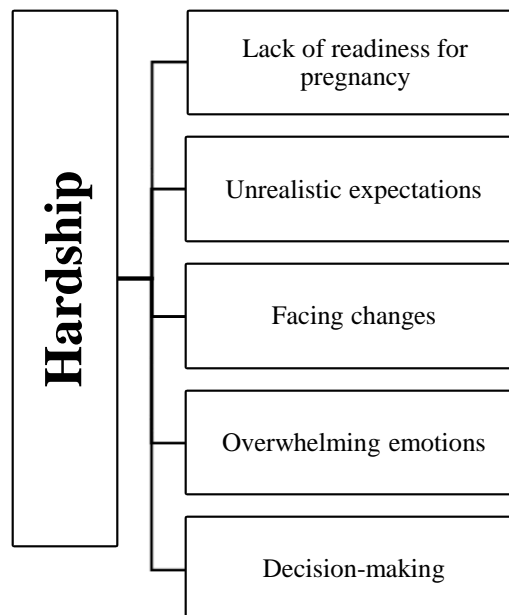 Hardship
Lack of readiness for
pregnancy
Unrealistic expectations
Facing changes
Overwhelming emotions
Decision-making